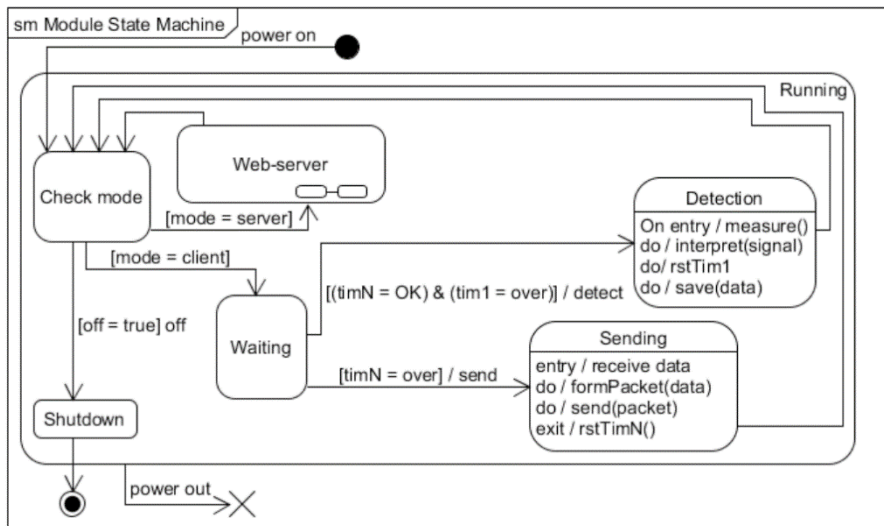 sm Module State Machine
power on
Running
Web-server
Check mode
[mode = server]
[mode = client]
Detection
On entry / measure()
do / interpret(signal)
do/ rstTim1
do / save(data)
[(timN = OK) & (tim1 = over)] / detect
[off = true] off
Waiting
Sending
entry / receive data
do / formPacket(data)
do / send(packet)
exit / rstTimN()
[timN = over] / send
Shutdown
power out